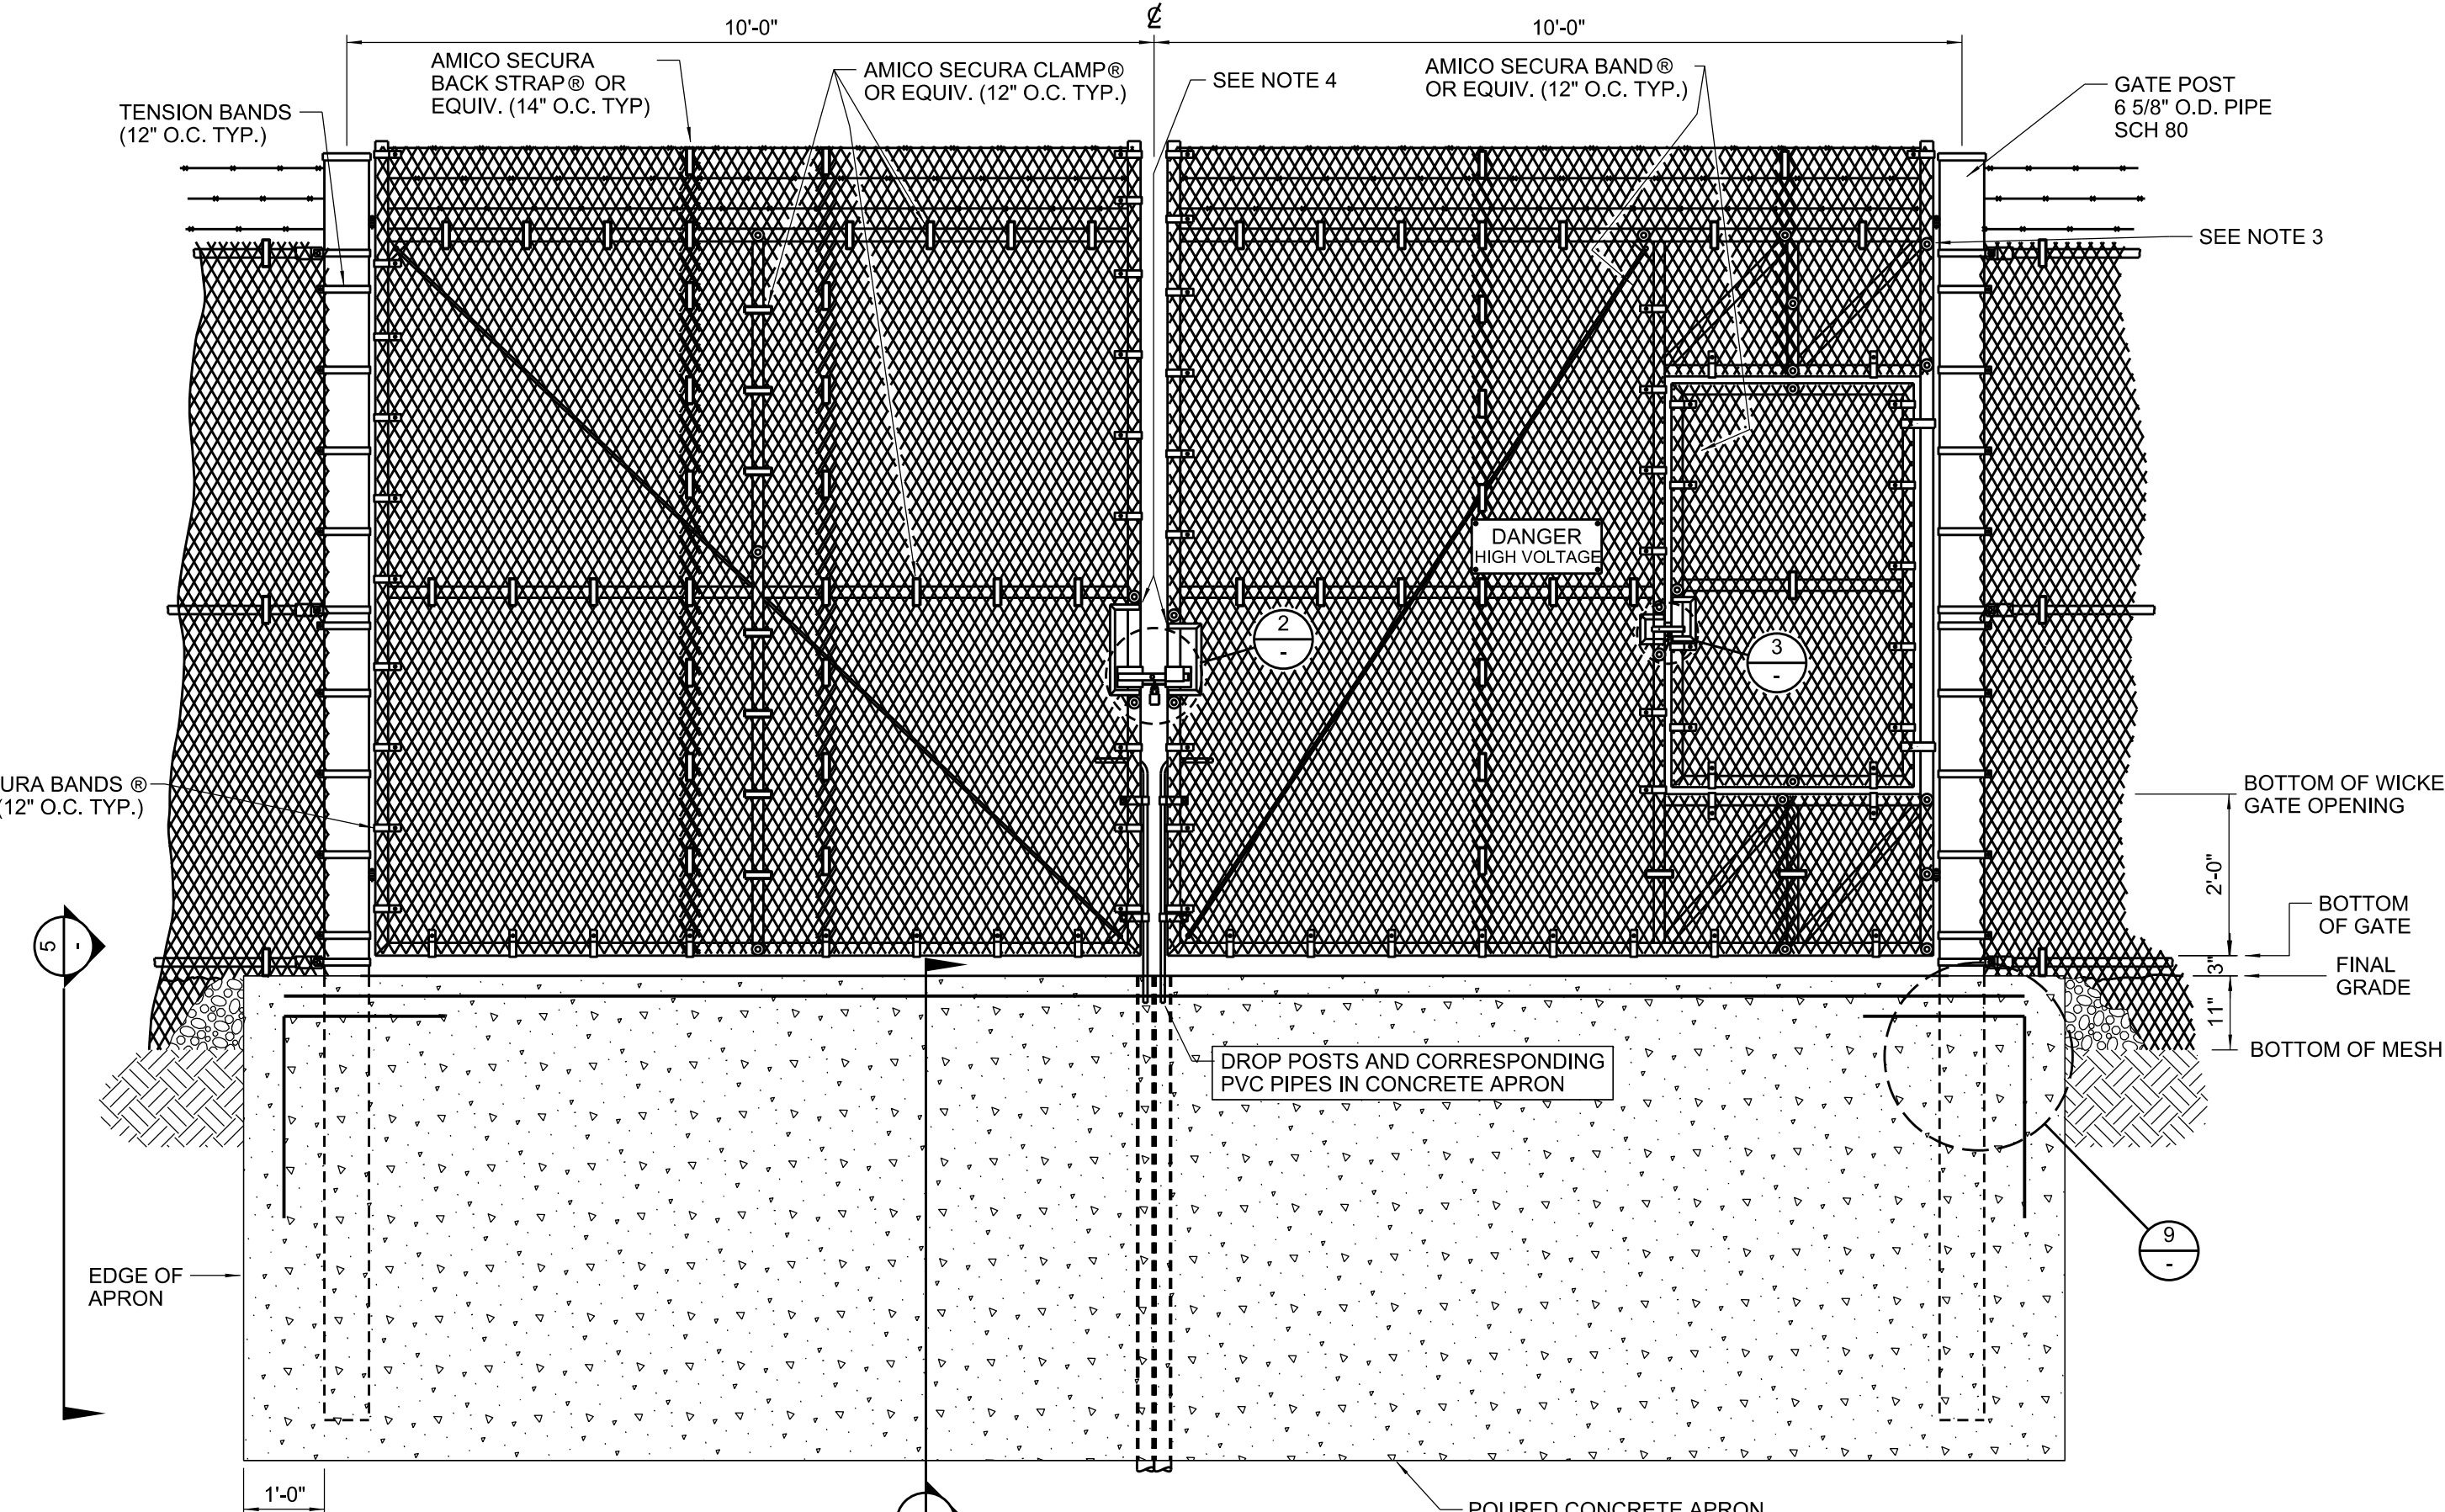 10'-0"
℄
10'-0"
AMICO SECURA
BACK STRAP® OR
EQUIV. (14" O.C. TYP)
AMICO SECURA CLAMP®
OR EQUIV. (12" O.C. TYP.)
SEE NOTE 4
AMICO SECURA BAND®
OR EQUIV. (12" O.C. TYP.)
GATE POST
6 5/8" O.D. PIPE
SCH 80
TENSION BANDS
(12" O.C. TYP.)
SEE NOTE 3
DANGER
HIGH VOLTAGE
2
-
3
-
URA BANDS ®
(12" O.C. TYP.)
BOTTOM OF WICKE
GATE OPENING
2'-0"
BOTTOM
OF GATE
3"
FINAL
GRADE
11"
BOTTOM OF MESH
5
-
DROP POSTS AND CORRESPONDING
PVC PIPES IN CONCRETE APRON
9
-
EDGE OF
APRON
1'-0"
POURED CONCRETE APRON